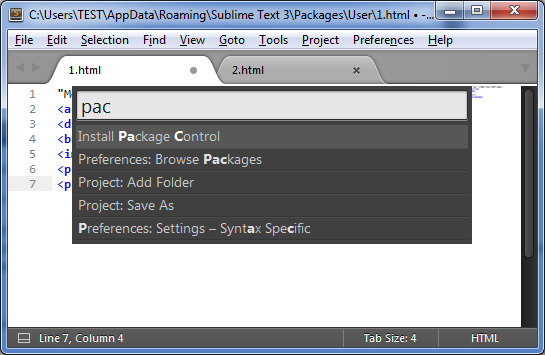 C:\Users\TEST\AppData\Roaming\Sublime Text 3\Packages\User\1.html • -...
File Edit Selection Find View Goto Tools Project Preferences Help
1.html 2.html
pac
Install Package Control
Preferences: Browse Packages
Project: Add Folder
Project: Save As
Preferences: Settings – Syntax Specific
1 "M
2 <a
3 <d
4 <b
5 <in
6 <p
7 <p
Line 7, Column 4 Tab Size: 4 HTML